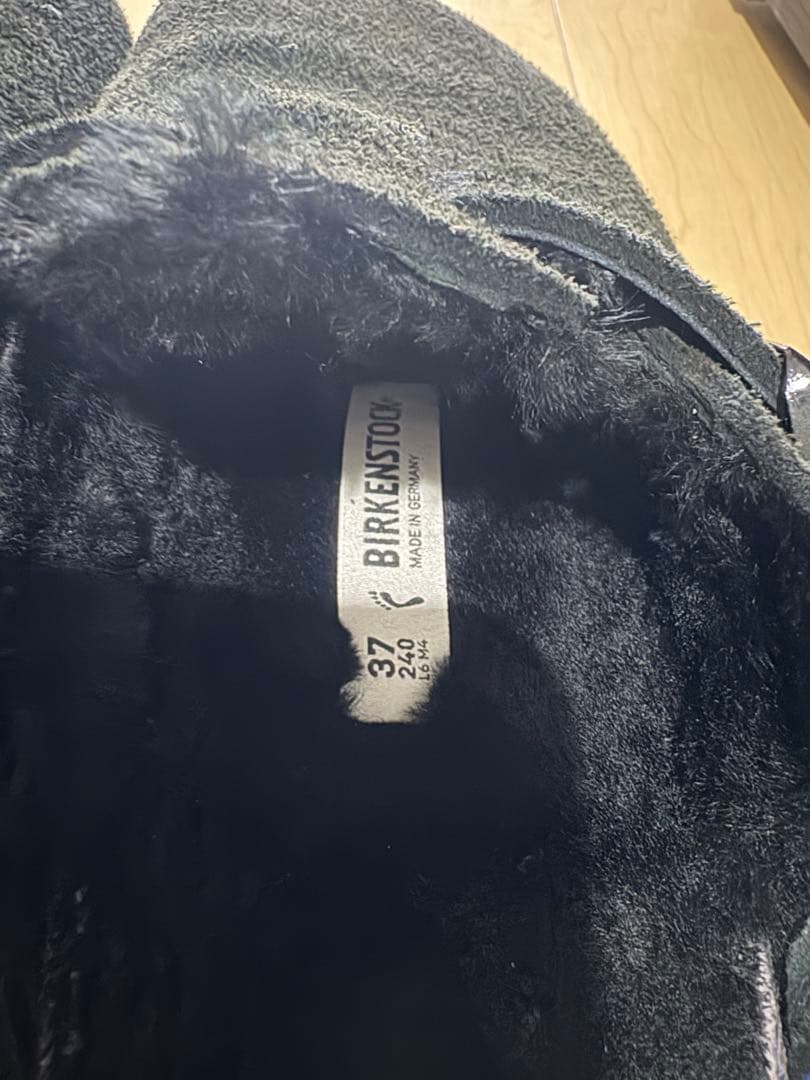 BIRKENSTOCK
MADE IN GERMANY
37
240
L6 M4